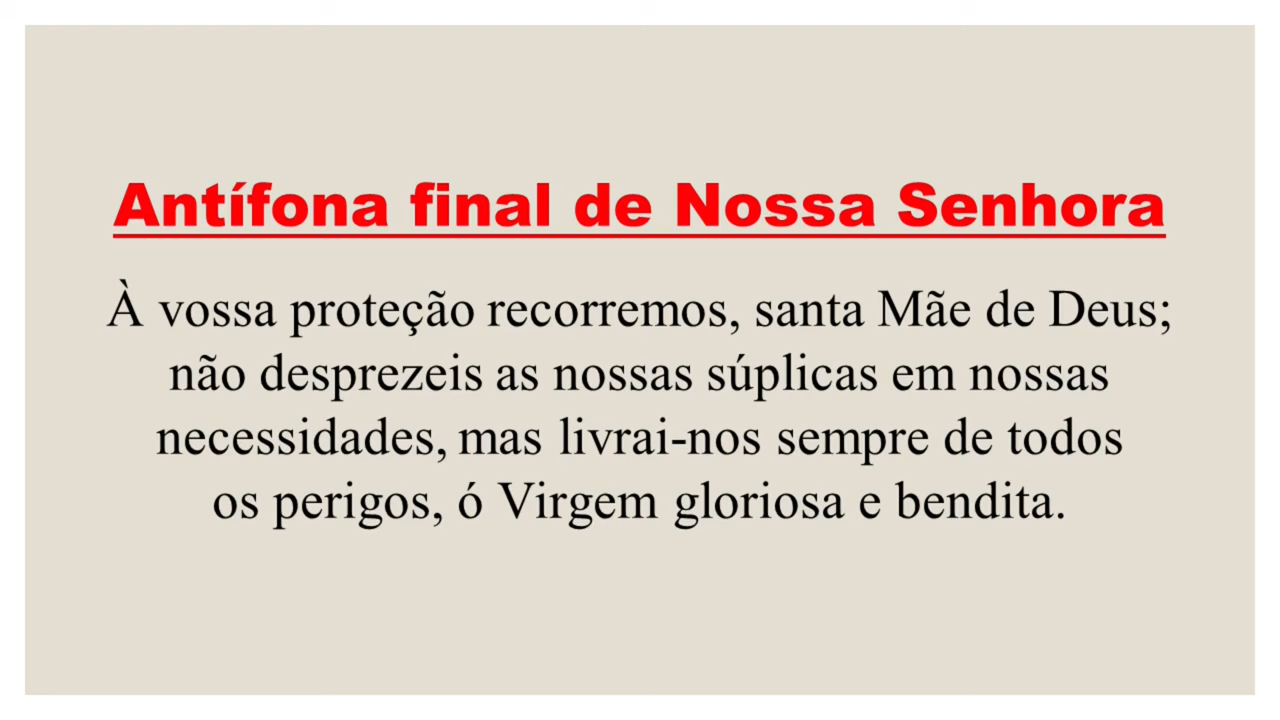 Antífona final de Nossa Senhora
À vossa proteção recorremos, santa Mãe de Deus;
não desprezeis as nossas súplicas em nossas
necessidades, mas livrai-nos sempre de todos
os perigos, ó Virgem gloriosa e bendita.